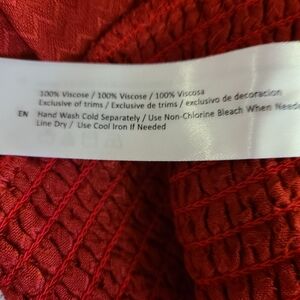 100% Viscose / 100% Viscose / 100% Viscosa
Exclusive of trims / Exclusive de trims / exclusivo de decoracion
EN Hand Wash Cold Separately / Use Non-Chlorine Bleach When
Line Dry / Use Cool Iron If Needed